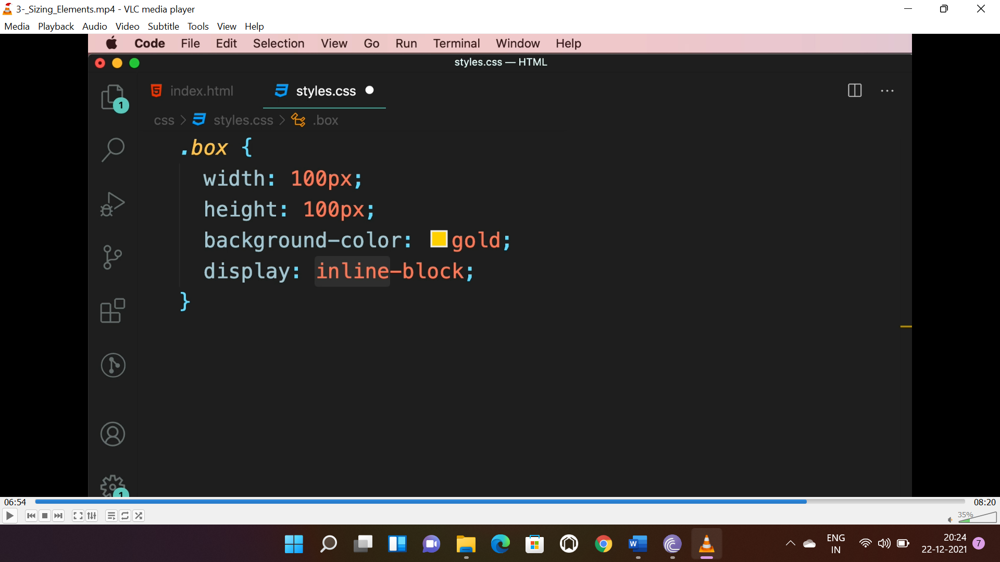 3-_Sizing_Elements.mp4 - VLC media player
Media Playback Audio Video Subtitle Tools View Help
Code File Edit Selection View Go Run Terminal Window Help
styles.css — HTML
index.html styles.css
1
css > styles.css > .box
.box {
width: 100px;
height: 100px;
background-color: gold;
display: inline-block;
}
1
06:54 08:20
35%
ENG
IN
20:24
22-12-2021
7